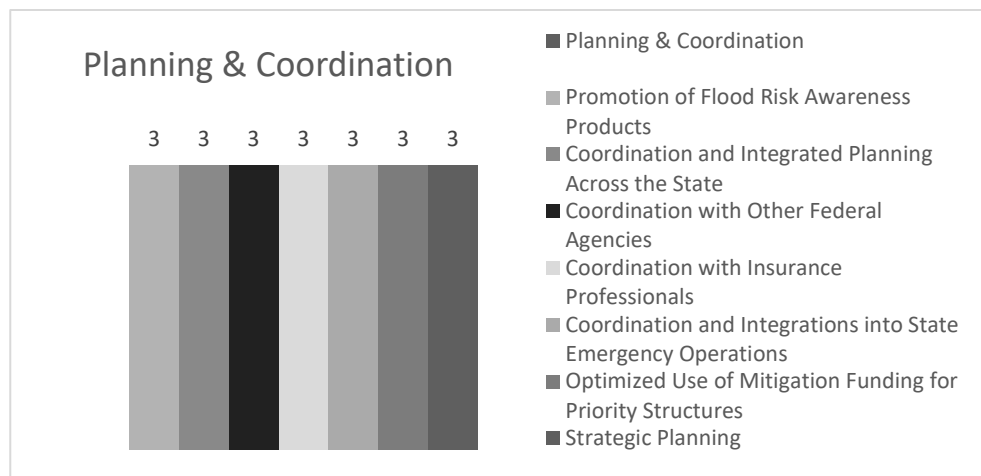 Planning & Coordination
3 3 3 3 3 3 3
Planning & Coordination
Promotion of Flood Risk Awareness
Products
Coordination and Integrated Planning
Across the State
Coordination with Other Federal
Agencies
Coordination with Insurance
Professionals
Coordination and Integrations into State
Emergency Operations
Optimized Use of Mitigation Funding for
Priority Structures
Strategic Planning